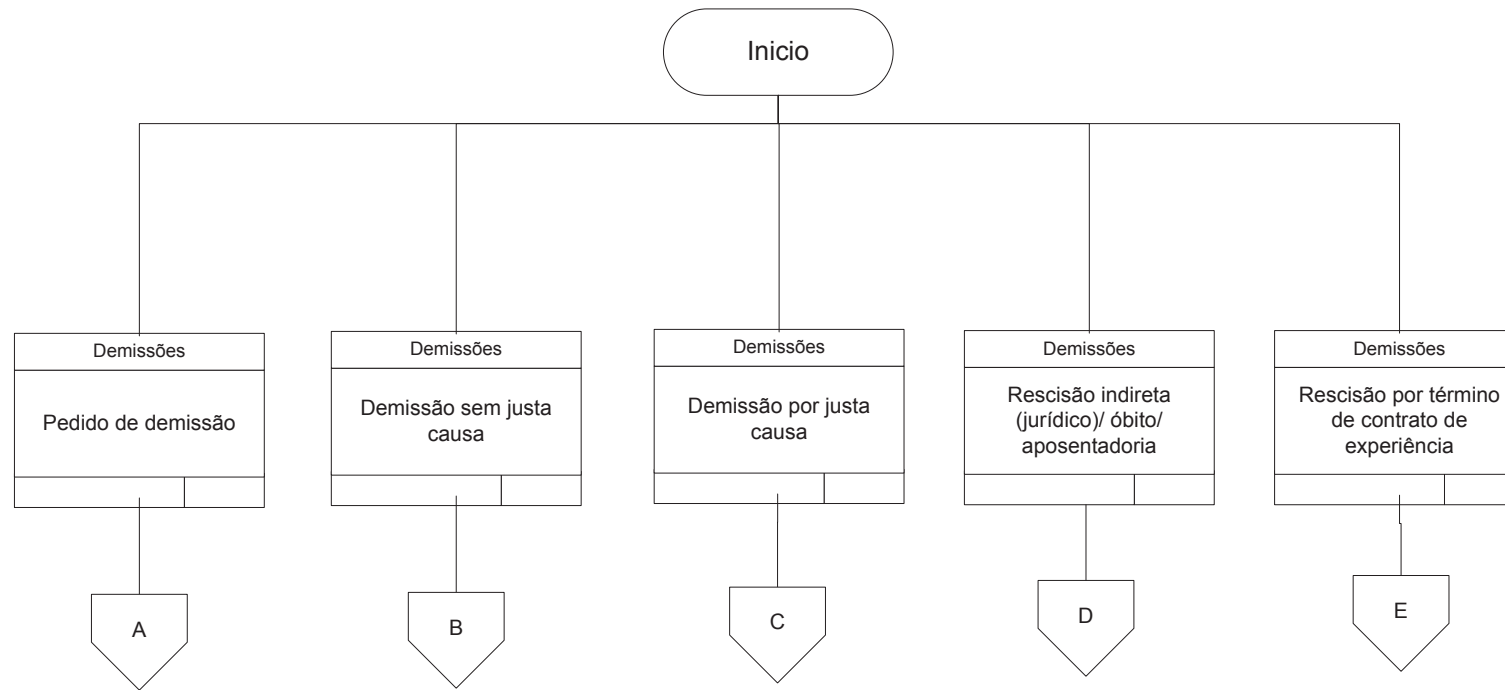 Inicio
Demissões
Pedido de demissão
A
Demissões
Demissão sem justa
causa
B
Demissões
Demissão por justa
causa
C
Demissões
Rescisão indireta
(jurídico)/ óbito/
aposentadoria
D
Demissões
Rescisão por término
de contrato de
experiência
E